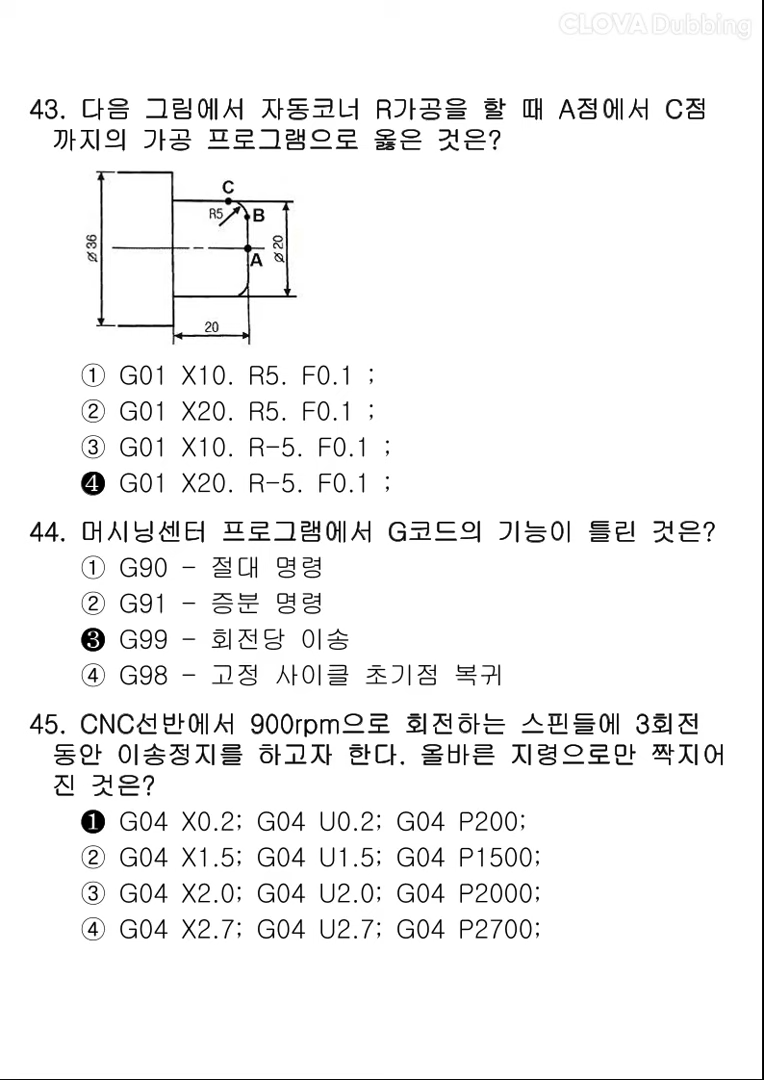 CLOVA Dubbing
43. 다음 그림에서 자동코너 R가공을 할 때 A점에서 C점
까지의 가공 프로그램으로 옳은 것은?
C
R5
B
A
ø36
ø20
20
① G01 X10. R5. F0.1 ;
② G01 X20. R5. F0.1 ;
③ G01 X10. R-5. F0.1 ;
❹ G01 X20. R-5. F0.1 ;
44. 머시닝센터 프로그램에서 G코드의 기능이 틀린 것은?
① G90 - 절대 명령
② G91 - 증분 명령
❸ G99 - 회전당 이송
④ G98 - 고정 사이클 초기점 복귀
45. CNC선반에서 900rpm으로 회전하는 스핀들에 3회전
동안 이송정지를 하고자 한다. 올바른 지령으로만 짝지어
진 것은?
❶ G04 X0.2; G04 U0.2; G04 P200;
② G04 X1.5; G04 U1.5; G04 P1500;
③ G04 X2.0; G04 U2.0; G04 P2000;
④ G04 X2.7; G04 U2.7; G04 P2700;